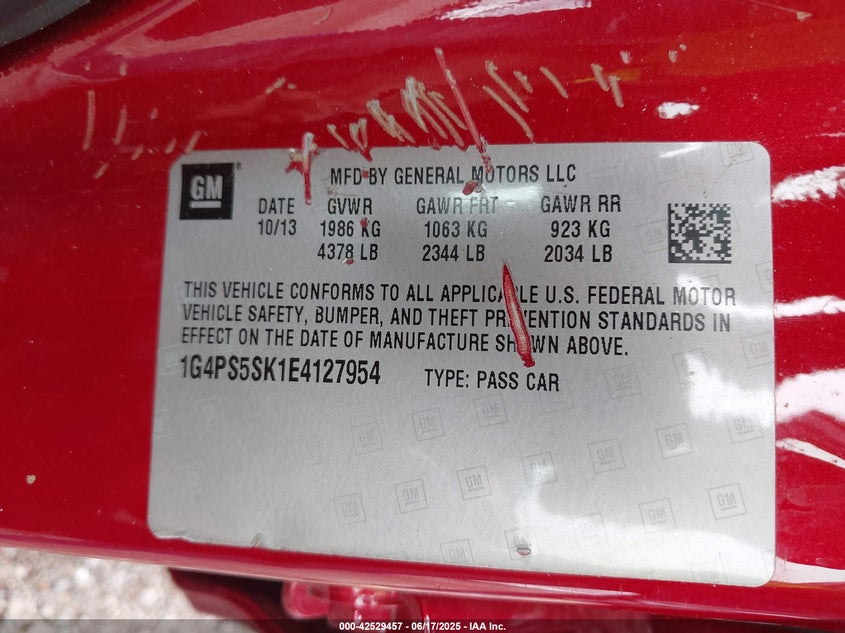 GM
MFD BY GENERAL MOTORS LLC
DATE GVWR GAWR FRT GAWR RR
10/13 1986 KG 1063 KG 923 KG
4378 LB 2344 LB 2034 LB
THIS VEHICLE CONFORMS TO ALL APPLICABLE U.S. FEDERAL MOTOR
VEHICLE SAFETY, BUMPER, AND THEFT PREVENTION STANDARDS IN
EFFECT ON THE DATE OF MANUFACTURE SHOWN ABOVE.
1G4PS5SK1E4127954 TYPE: PASS CAR
000-42529457 - 06/17/2025 - IAA Inc.